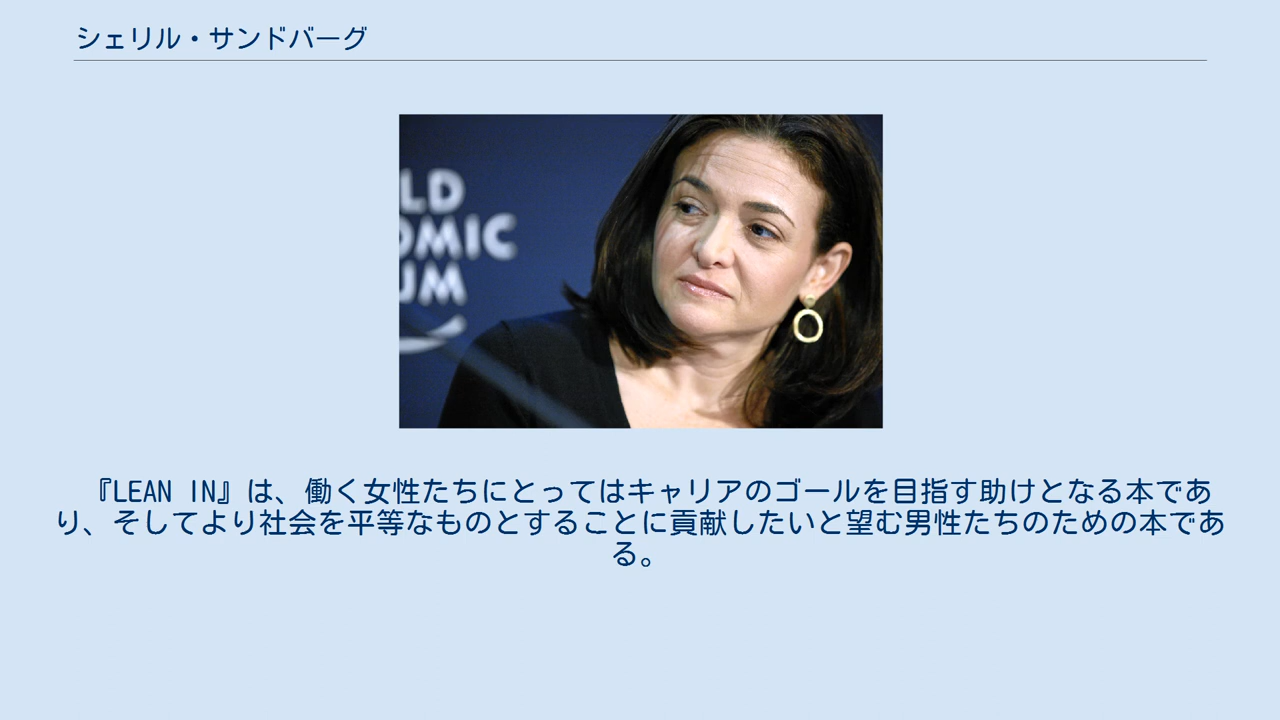 シェリル・サンドバーグ
LD
OMIC
UM
『LEAN IN』は、働く女性たちにとってはキャリアのゴールを目指す助けとなる本であ
り、そしてより社会を平等なものとすることに貢献したいと望む男性たちのための本であ
る。